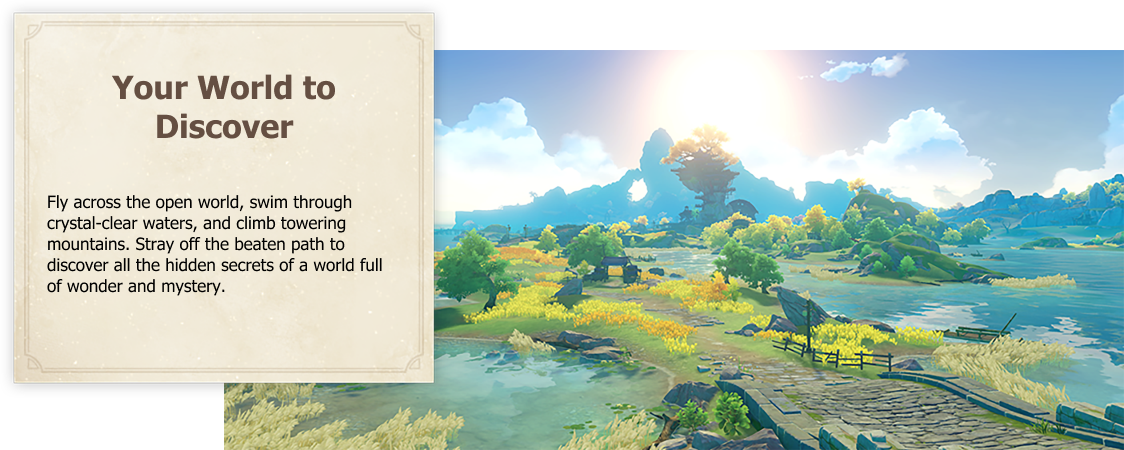 Your World to
Discover
Fly across the open world, swim through
crystal-clear waters, and climb towering
mountains. Stray off the beaten path to
discover all the hidden secrets of a world full
of wonder and mystery.